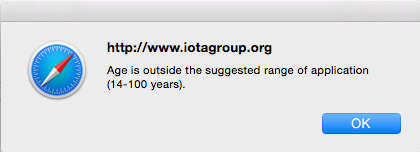 http://www.iotagroup.org
Age is outside the suggested range of application
(14-100 years).
OK